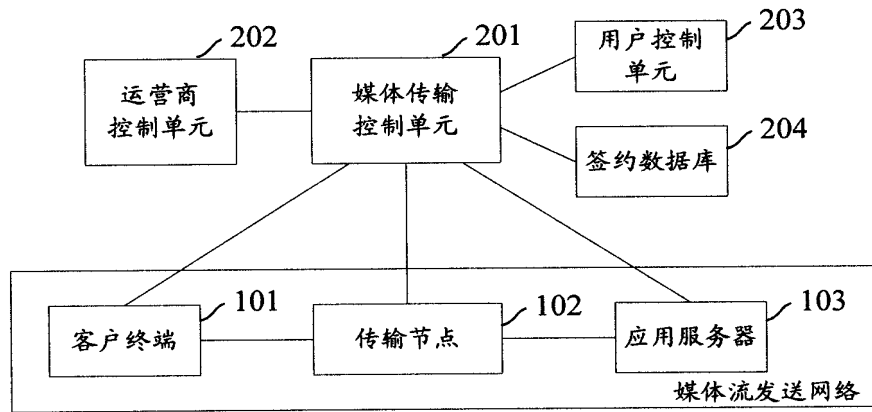 202
运营商
控制单元
201
媒体传输
控制单元
203
用户控制
单元
204
签约数据库
101
客户终端
102
传输节点
103
应用服务器
媒体流发送网络